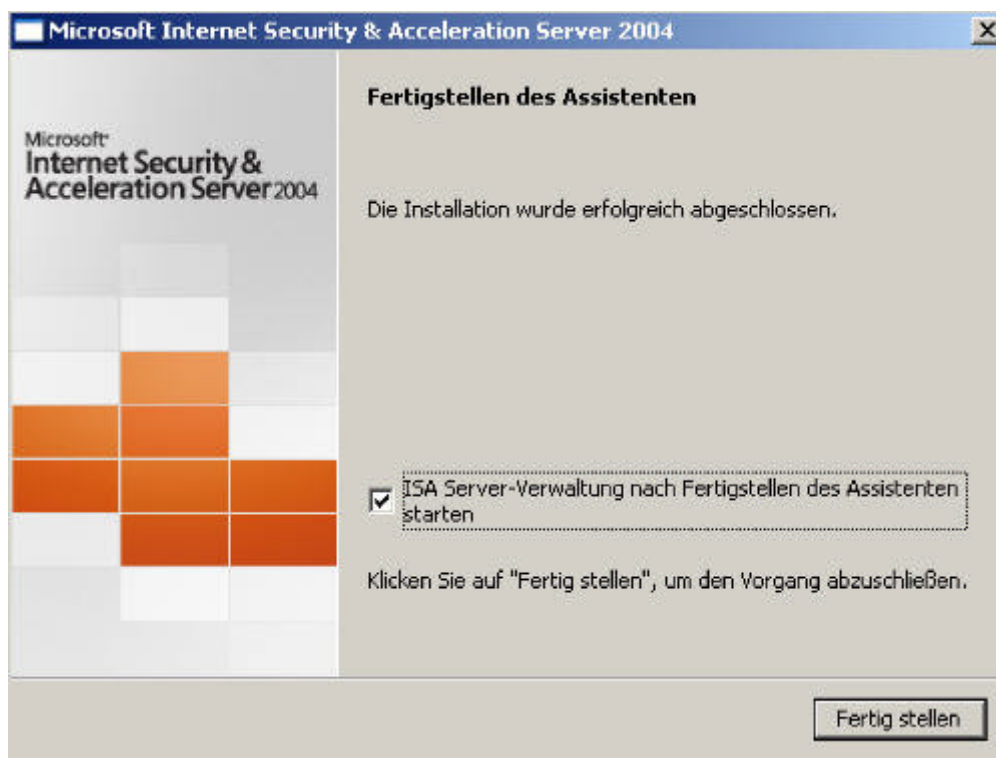 Microsoft Internet Security & Acceleration Server 2004
Microsoft
Internet Security &
Acceleration Server 2004
Fertigstellen des Assistenten
Die Installation wurde erfolgreich abgeschlossen.
ISA Server-Verwaltung nach Fertigstellen des Assistenten
starten
Klicken Sie auf "Fertig stellen", um den Vorgang abzuschließen.
Fertig stellen